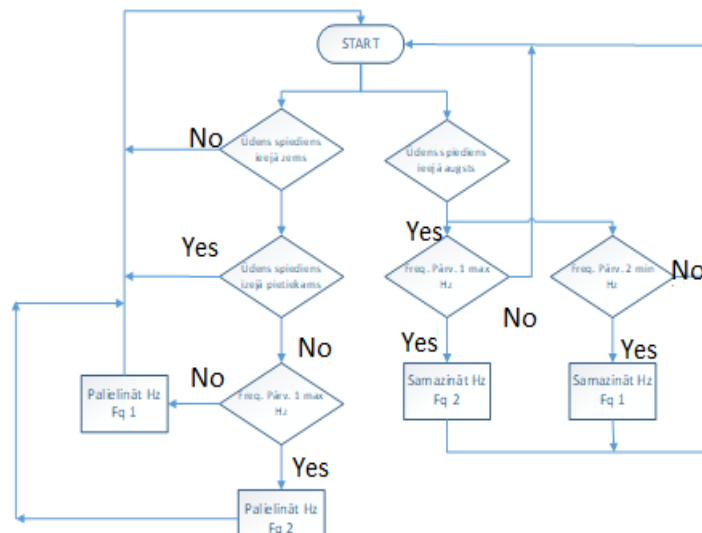 START
No
Ūdens spiediens
ieejā zems
Ūdens spiediens
ieejā augsts
Yes
Ūdens spiediens
izejā pietiekams
Yes
Freq. Pārv. 1 max
Hz
Freq. Pārv. 2 min
Hz
No
No
No
No
Yes
Yes
Palielināt Hz
Fq 1
Freq. Pārv. 1 max
Hz
Samazināt Hz
Fq 2
Samazināt Hz
Fq 1
Yes
Palielināt Hz
Fq 2